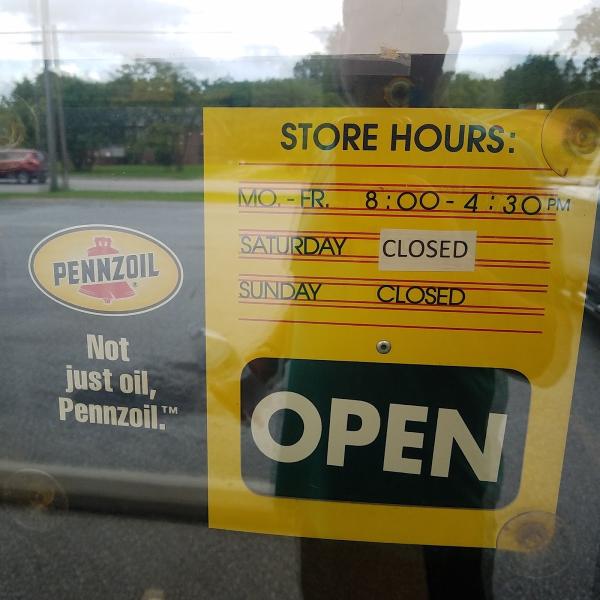 STORE HOURS:
MO. - FR. 8:00 - 4:30 PM
SATURDAY CLOSED
SUNDAY CLOSED
OPEN
PENNZOIL®
Not
just oil,
Pennzoil.™